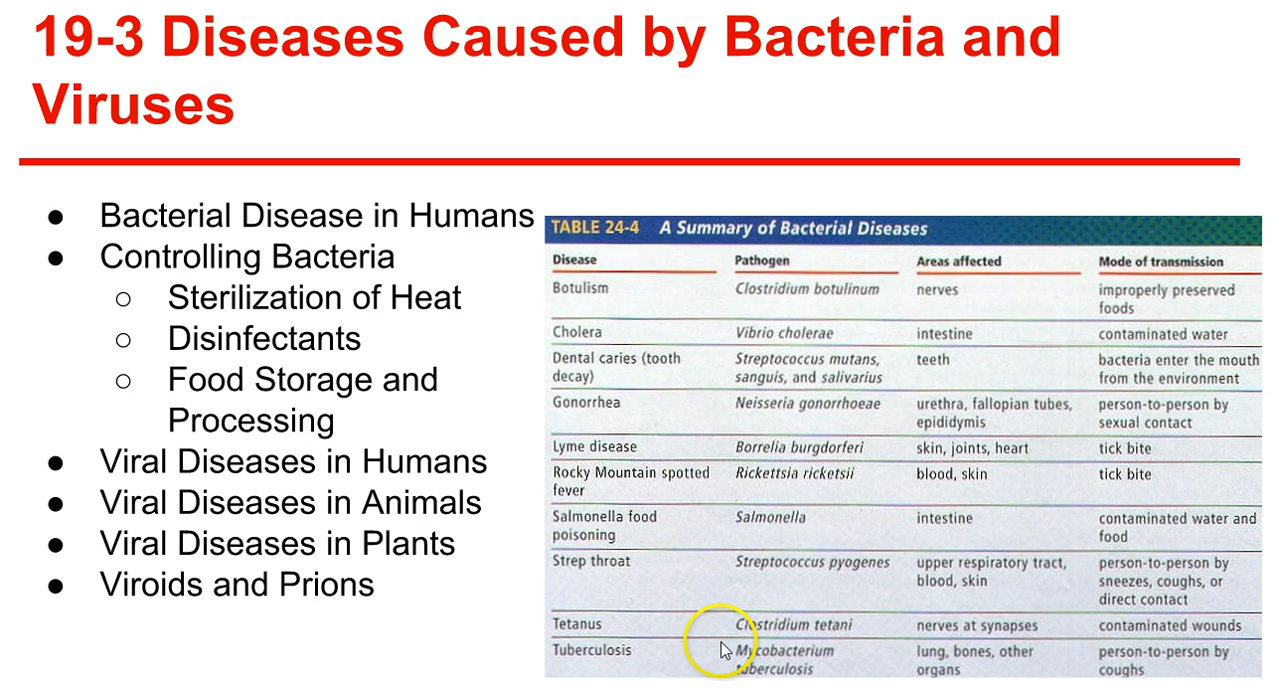 19-3 Diseases Caused by Bacteria and
Viruses
● Bacterial Disease in Humans
● Controlling Bacteria
○ Sterilization of Heat
○ Disinfectants
○ Food Storage and
Processing
● Viral Diseases in Humans
● Viral Diseases in Animals
● Viral Diseases in Plants
● Viroids and Prions
TABLE 24-4 A Summary of Bacterial Diseases
Disease Pathogen Areas affected Mode of transmission
Botulism Clostridium botulinum nerves improperly preserved
foods
Cholera Vibrio cholerae intestine contaminated water
Dental caries (tooth Streptococcus mutans, teeth bacteria enter the mouth
decay) sanguis, and salivarius from the environment
Gonorrhea Neisseria gonorrhoeae urethra, fallopian tubes, person-to-person by
epididymis sexual contact
Lyme disease Borrelia burgdorferi skin, joints, heart tick bite
Rocky Mountain spotted Rickettsia ricketsii blood, skin tick bite
fever
Salmonella food Salmonella intestine contaminated water and
poisoning food
Strep throat Streptococcus pyogenes upper respiratory tract, person-to-person by
blood, skin sneezes, coughs, or
direct contact
Tetanus Clostridium tetani nerves at synapses contaminated wounds
Tuberculosis Mycobacterium lung, bones, other person-to-person by
tuberculosis organs coughs